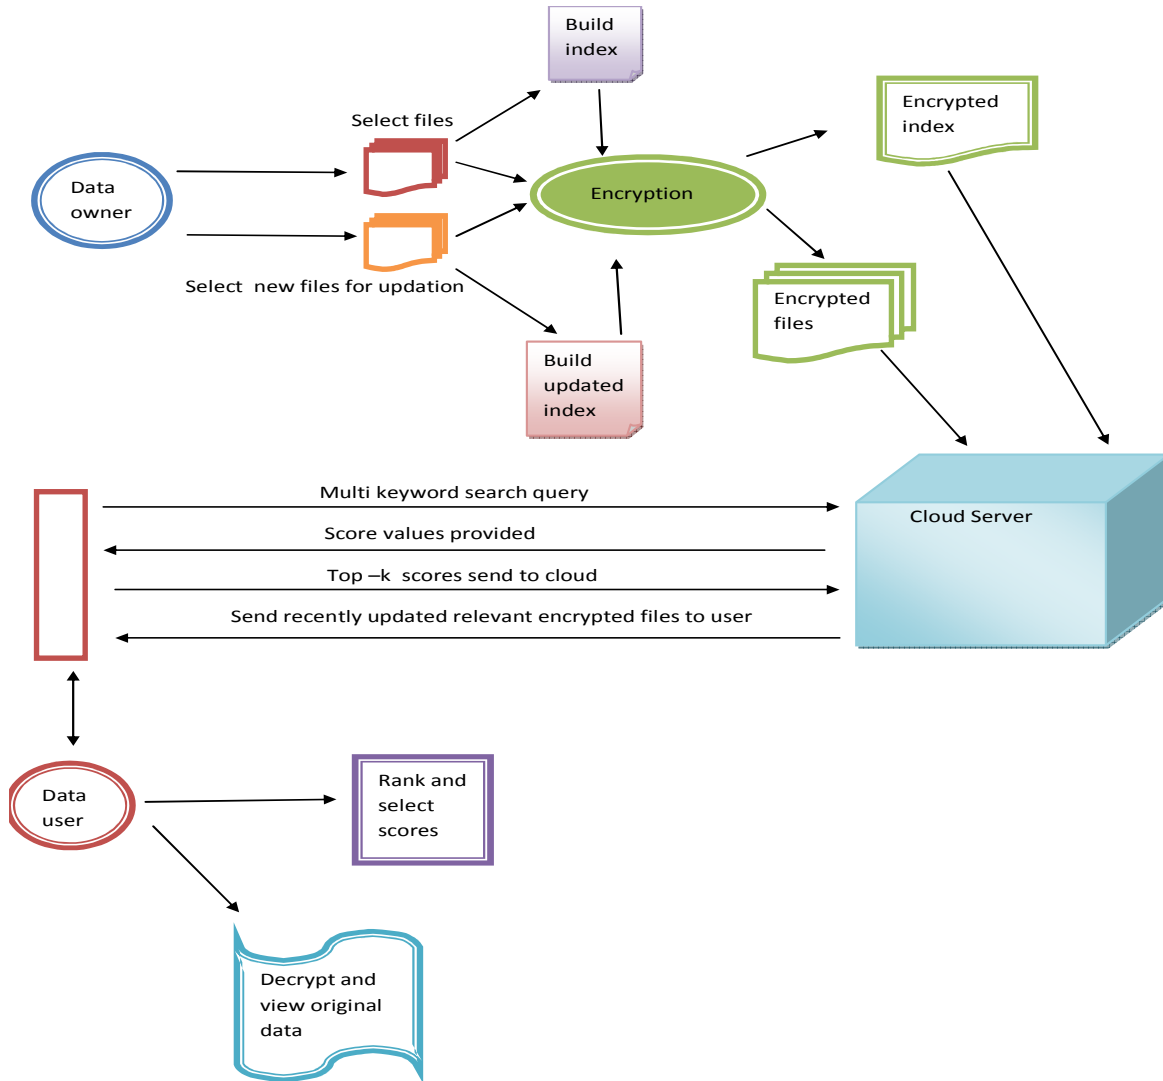 Build
index
Select files
Encrypted
index
Data
owner
Encryption
Select  new files for updation
Encrypted
files
Build
updated
index
Multi keyword search query
Cloud Server
Score values provided
Top –k  scores send to cloud
Send recently updated relevant encrypted files to user
Data
user
Rank and
select
scores
Decrypt and
view original
data